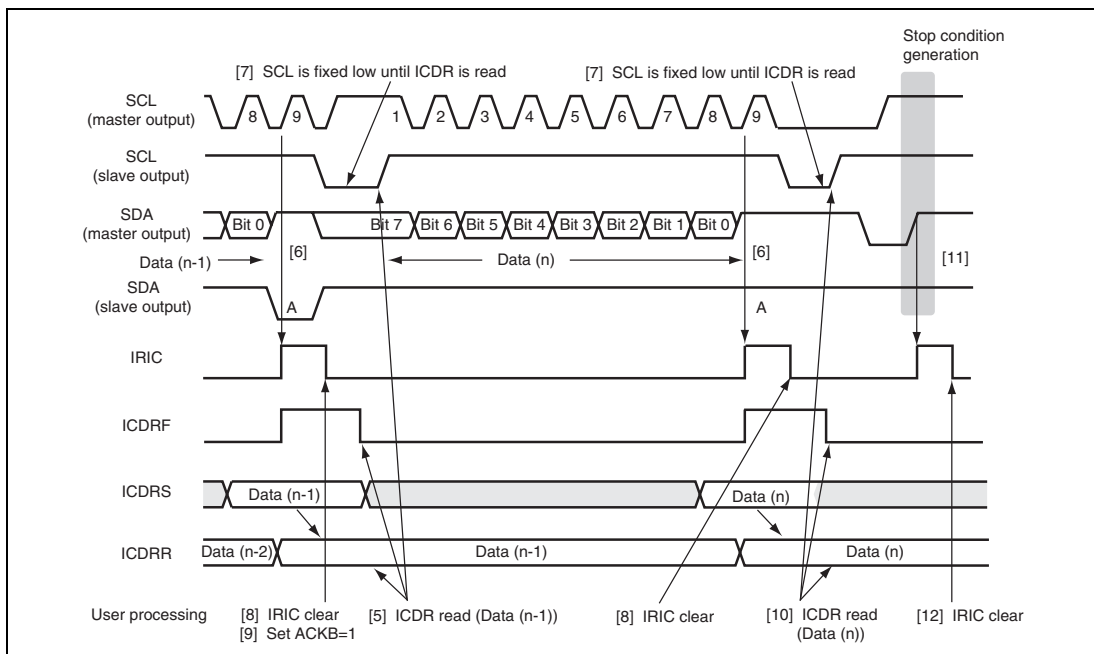 Stop condition
generation
[7] SCL is fixed low until ICDR is read
[7] SCL is fixed low until ICDR is read
SCL
(master output)
8
9
1
2
3
4
5
6
7
8
9
SCL
(slave output)
SDA
(master output)
Bit 0
Bit 7
Bit 6
Bit 5
Bit 4
Bit 3
Bit 2
Bit 1
Bit 0
Data (n-1)
[6]
Data (n)
[6]
[11]
SDA
(slave output)
A
A
IRIC
ICDRF
ICDRS
Data (n-1)
Data (n)
ICDRR
Data (n-2)
Data (n-1)
Data (n)
User processing
[8] IRIC clear
[9] Set ACKB=1
[5] ICDR read (Data (n-1))
[8] IRIC clear
[10] ICDR read
(Data (n))
[12] IRIC clear